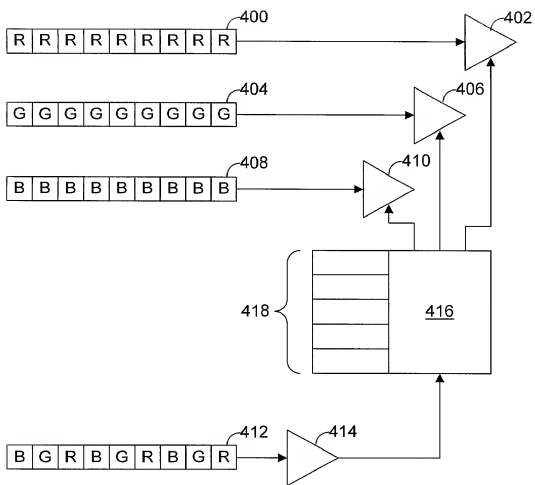 400
402
R R R R R R R R R
404
406
G G G G G G G G G
408
410
B B B B B B B B B
418
416
412
414
B G R B G R B G R